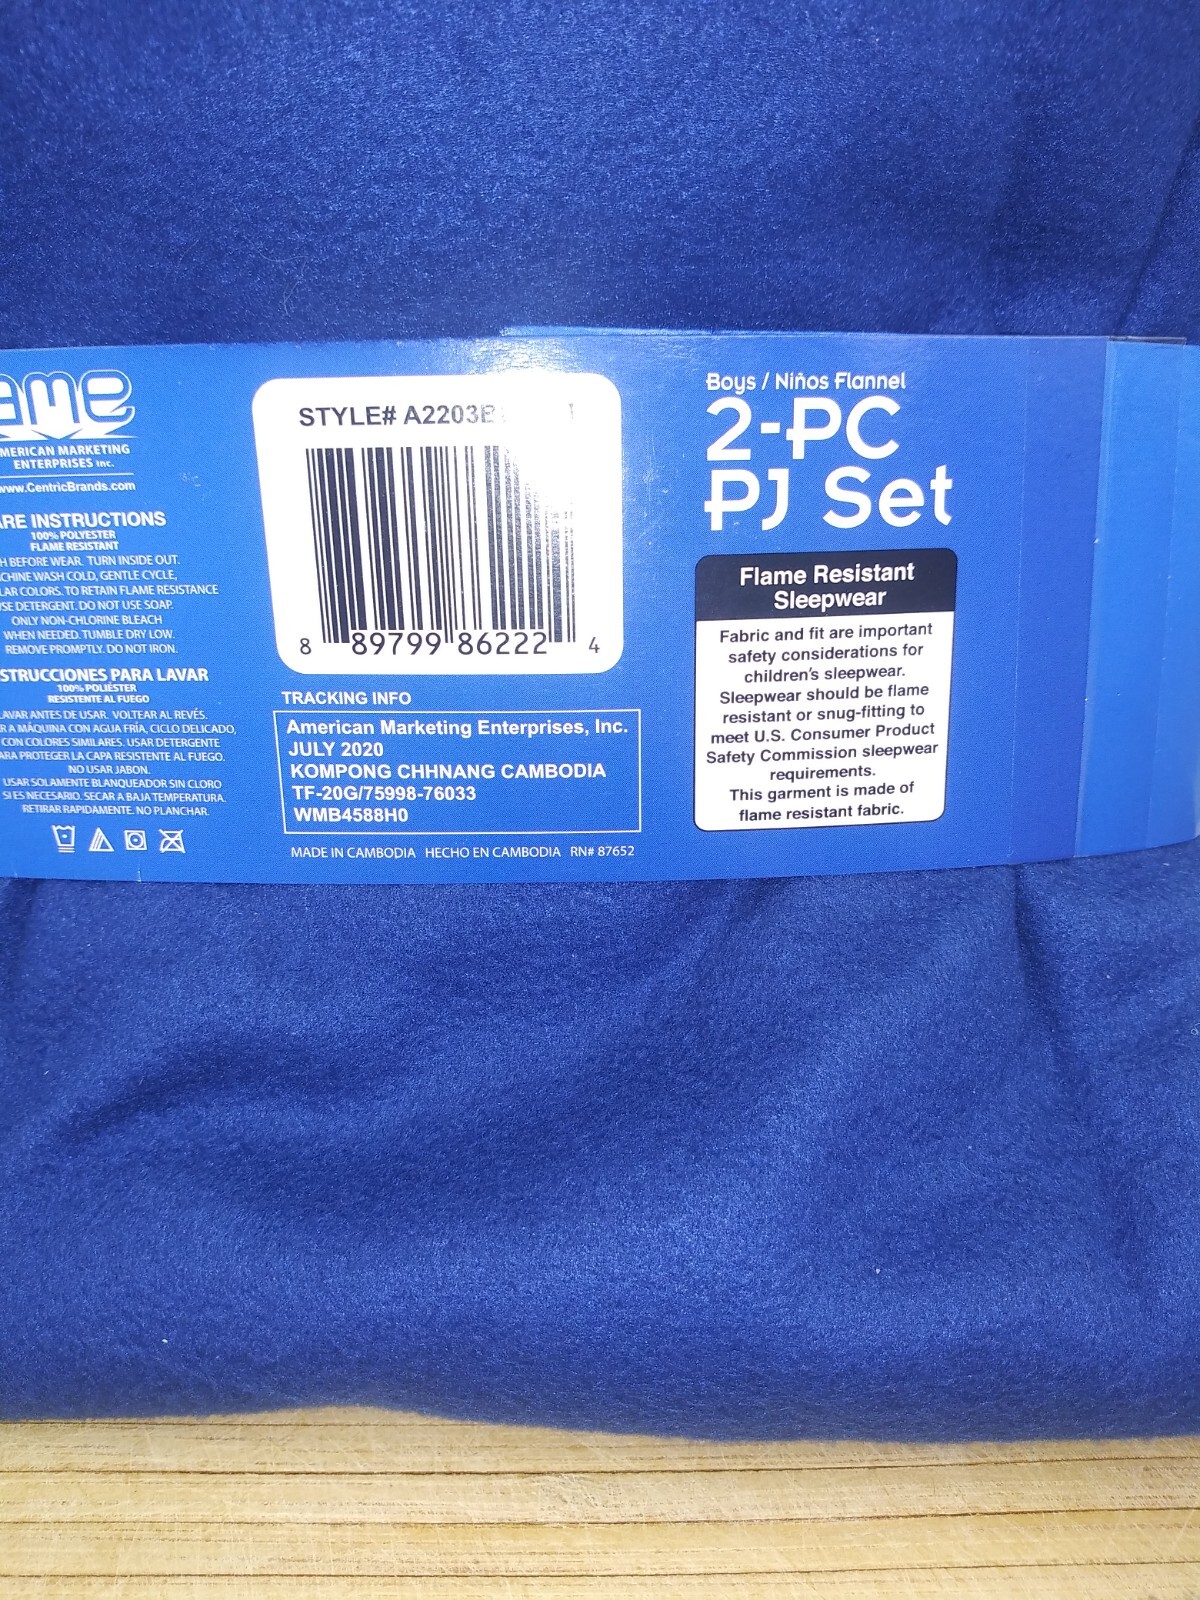 ame
AMERICAN MARKETING
ENTERPRISES inc.
www.CentricBrands.com
ARE INSTRUCTIONS
100% POLYESTER
FLAME RESISTANT
H BEFORE WEAR. TURN INSIDE OUT.
CHINE WASH COLD, GENTLE CYCLE,
LAR COLORS. TO RETAIN FLAME RESISTANCE
SE DETERGENT. DO NOT USE SOAP.
ONLY NON-CHLORINE BLEACH
WHEN NEEDED. TUMBLE DRY LOW.
REMOVE PROMPTLY. DO NOT IRON.
STRUCCIONES PARA LAVAR
100% POLIÉSTER
RESISTENTE AL FUEGO
LAVAR ANTES DE USAR. VOLTEAR AL REVÉS.
R A MÁQUINA CON AGUA FRÍA, CICLO DELICADO,
CON COLORES SIMILARES. USAR DETERGENTE
ARA PROTEGER LA CAPA RESISTENTE AL FUEGO.
NO USAR JABON.
USAR SOLAMENTE BLANQUEADOR SIN CLORO
SI ES NECESARIO. SECAR A BAJA TEMPERATURA.
RETIRAR RAPIDAMENTE. NO PLANCHAR.
STYLE# A2203B
8 89799 86222 4
TRACKING INFO
American Marketing Enterprises, Inc.
JULY 2020
KOMPONG CHHNANG CAMBODIA
TF-20G/75998-76033
WMB4588H0
MADE IN CAMBODIA HECHO EN CAMBODIA RN# 87652
Boys / Niños Flannel
2-PC
PJ Set
Flame Resistant
Sleepwear
Fabric and fit are important
safety considerations for
children's sleepwear.
Sleepwear should be flame
resistant or snug-fitting to
meet U.S. Consumer Product
Safety Commission sleepwear
requirements.
This garment is made of
flame resistant fabric.